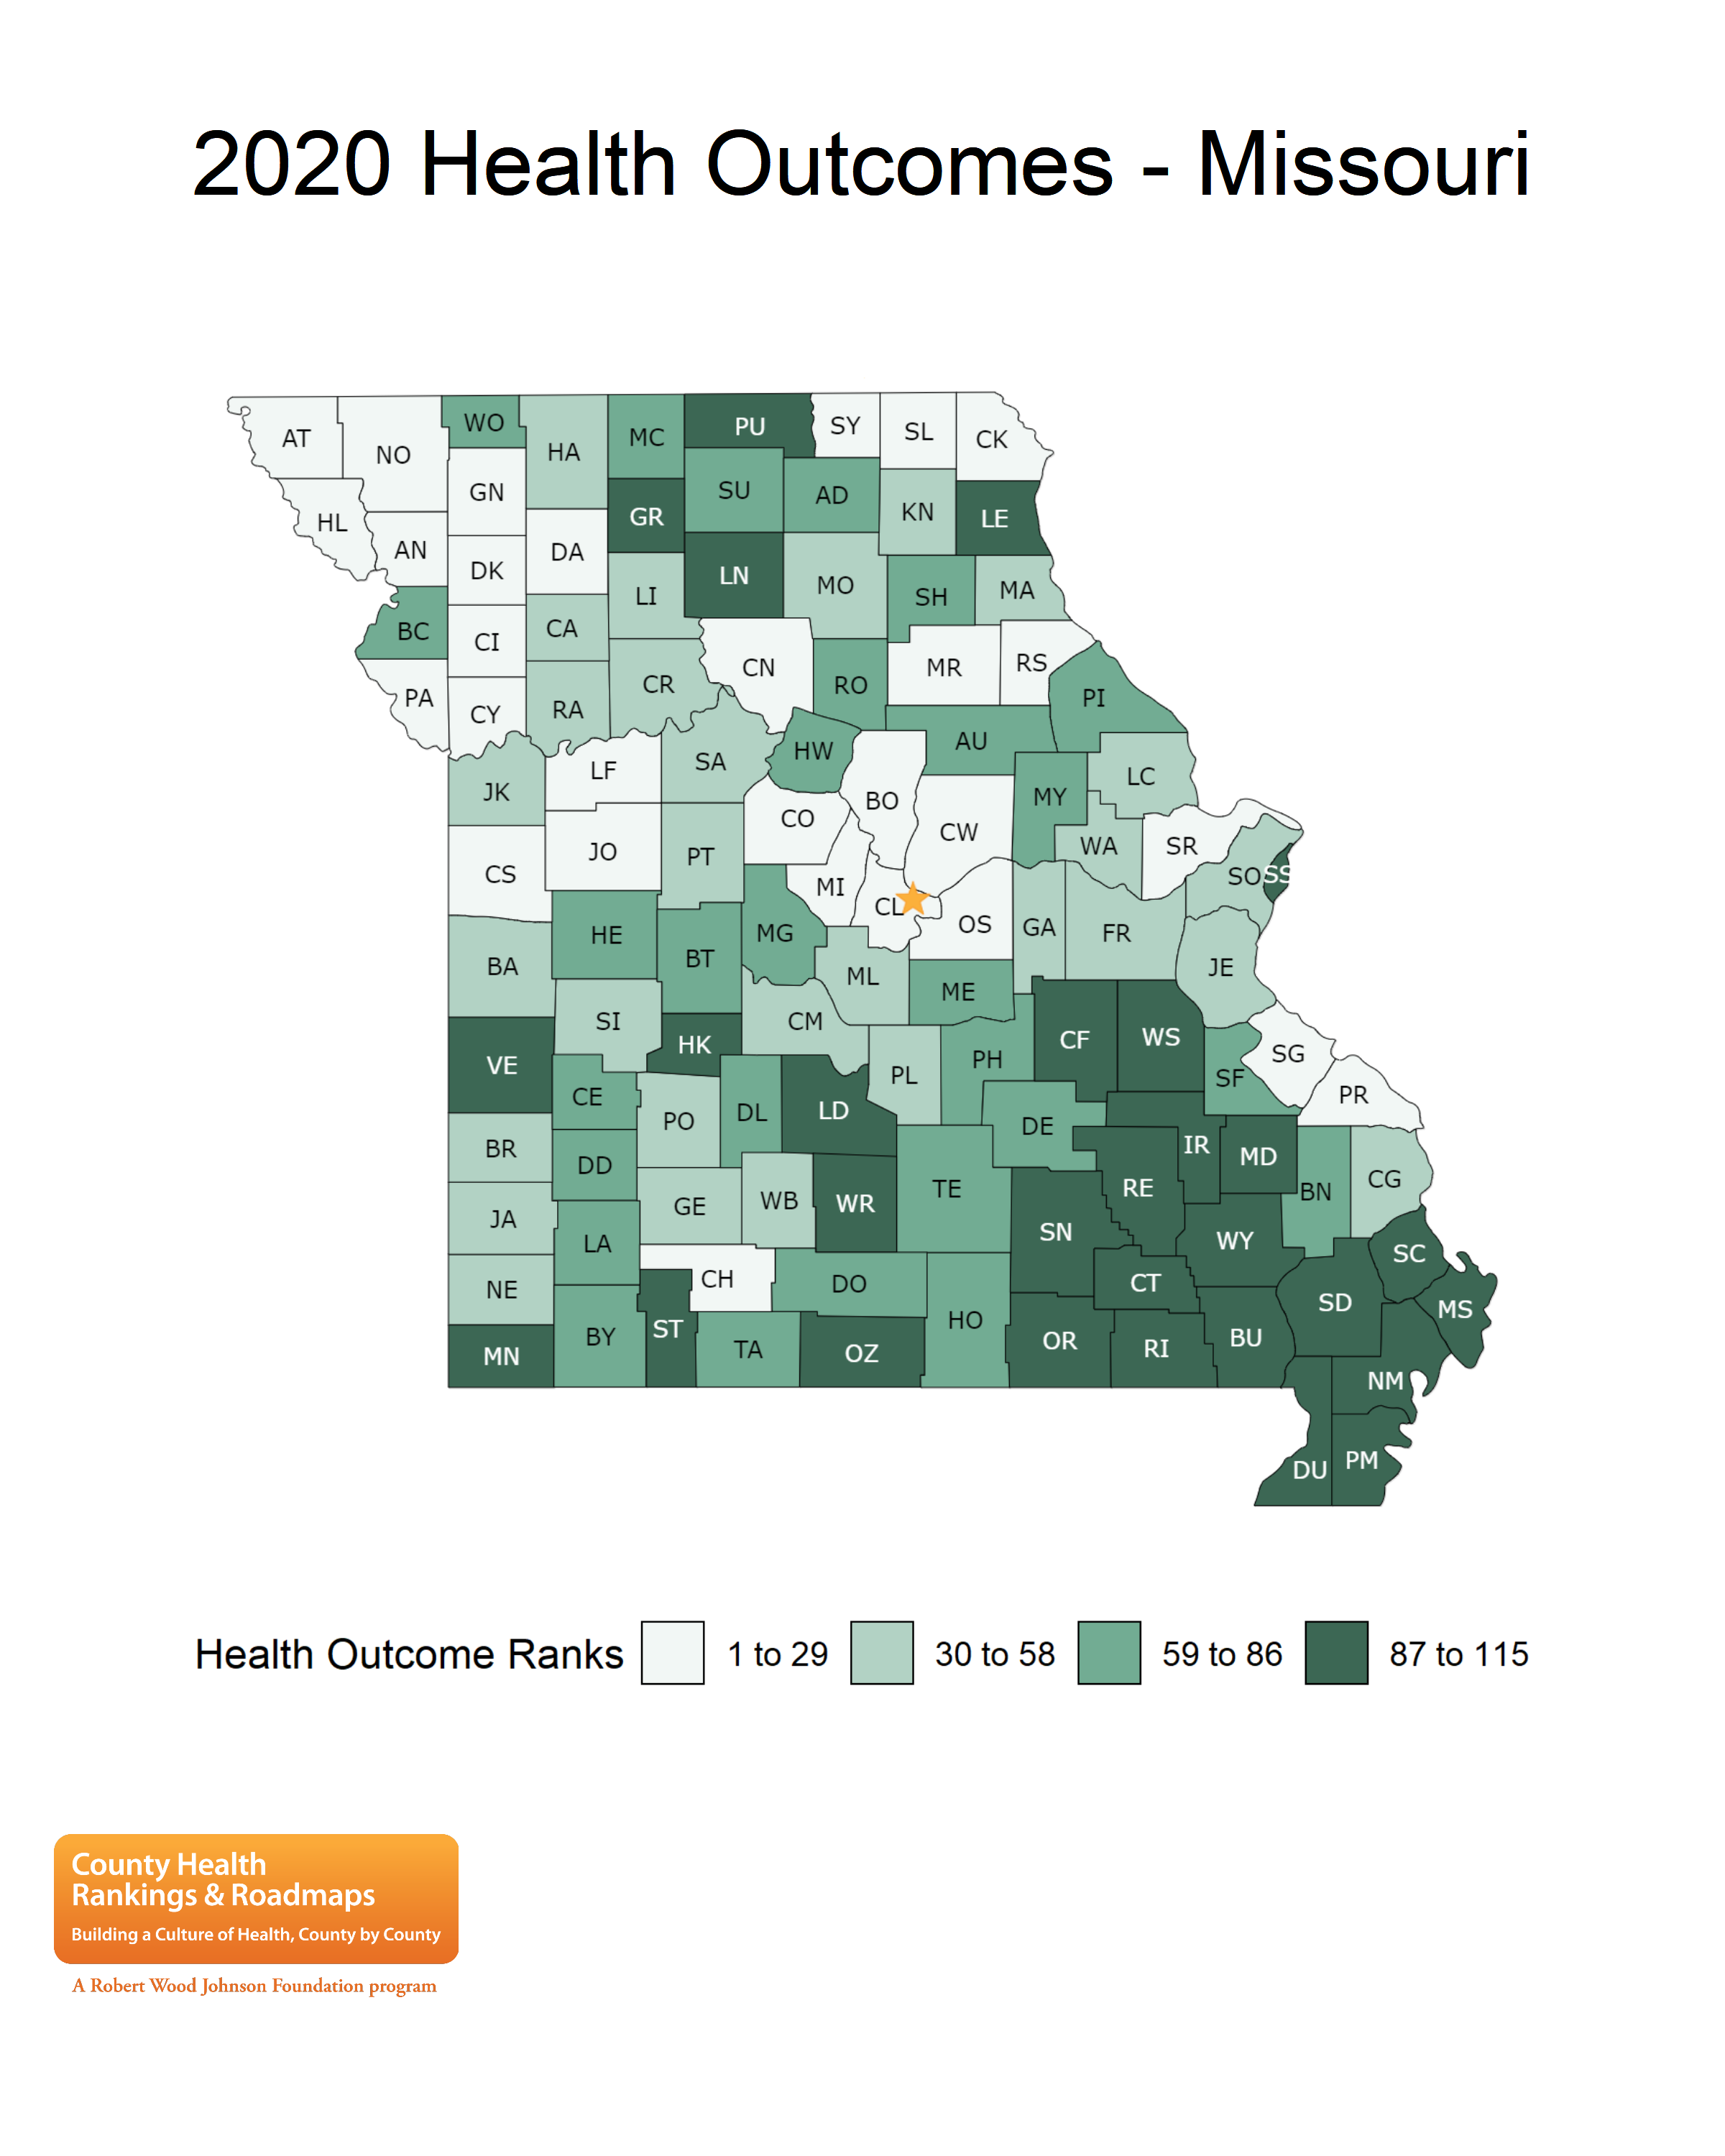 2020 Health Outcomes - Missouri
AT NO WO HA MC PU SY SL CK
HL AN GN DK DA GR SU AD KN LE
LN LI MO SH MA
BC CI CA CN MR RS
PA CY RA CR RO PI
JK LF SA HW BO AU MY LC
CS JO PT CO CW WA SR SO SS
MI CL OS GA FR JE
BA HE BT MG ML ME
VE SI HK CM PL PH CF WS SG SF PR
CE PO DL LD DE IR MD
BR DD GE WB WR TE RE BN CG
JA LA CH DO SN WY SC
NE BY ST TA OZ HO CT SD MS
MN OR RI BU NM
DU PM
Health Outcome Ranks 1 to 29 30 to 58 59 to 86 87 to 115
County Health
Rankings & Roadmaps
Building a Culture of Health, County by County
A Robert Wood Johnson Foundation program